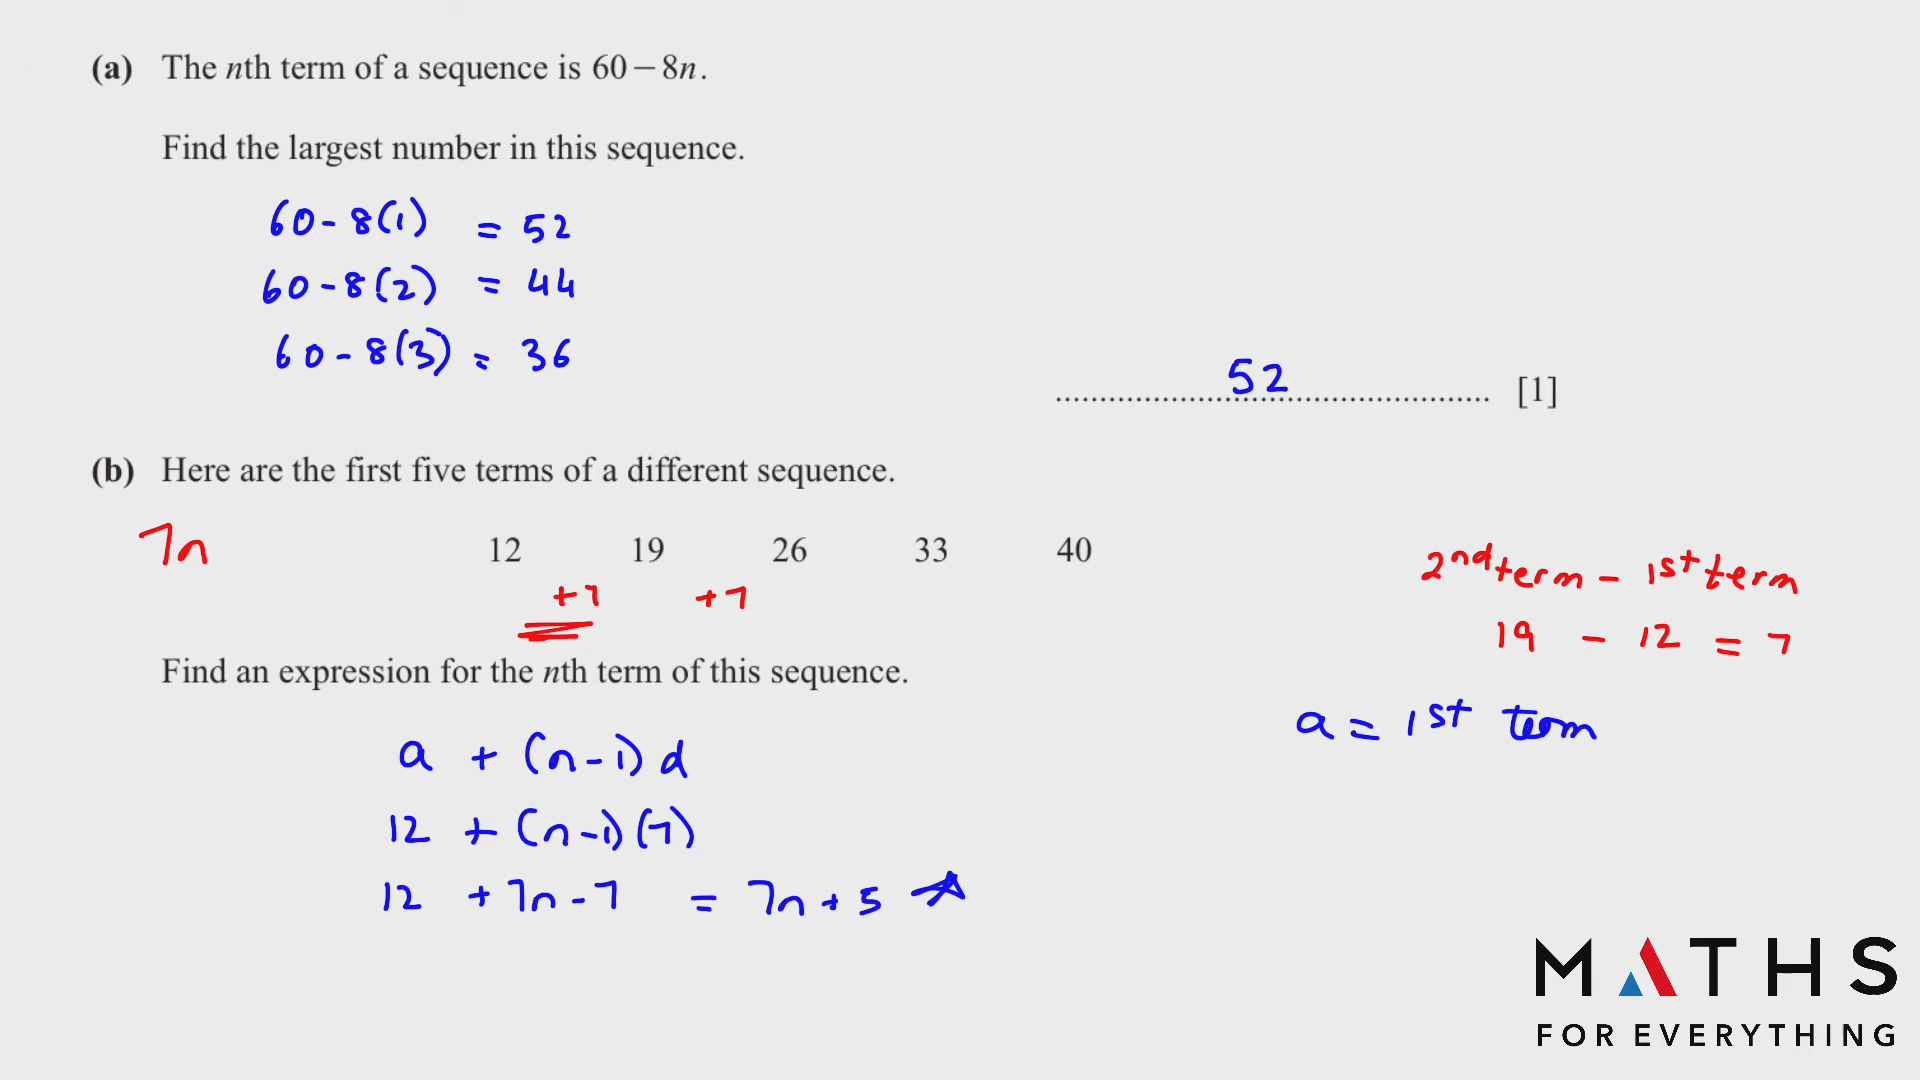 (a) The nth term of a sequence is 60 − 8n.
Find the largest number in this sequence.
60 - 8(1) = 52
60 - 8(2) = 44
60 - 8(3) = 36
52
.................................................. [1]
(b) Here are the first five terms of a different sequence.
7n
12 19 26 33 40
+7 +7
2nd term - 1st term
19 - 12 = 7
Find an expression for the nth term of this sequence.
a = 1st term
a + (n-1)d
12 + (n-1)(7)
12 + 7n - 7 = 7n + 5
MATHS
FOR EVERYTHING